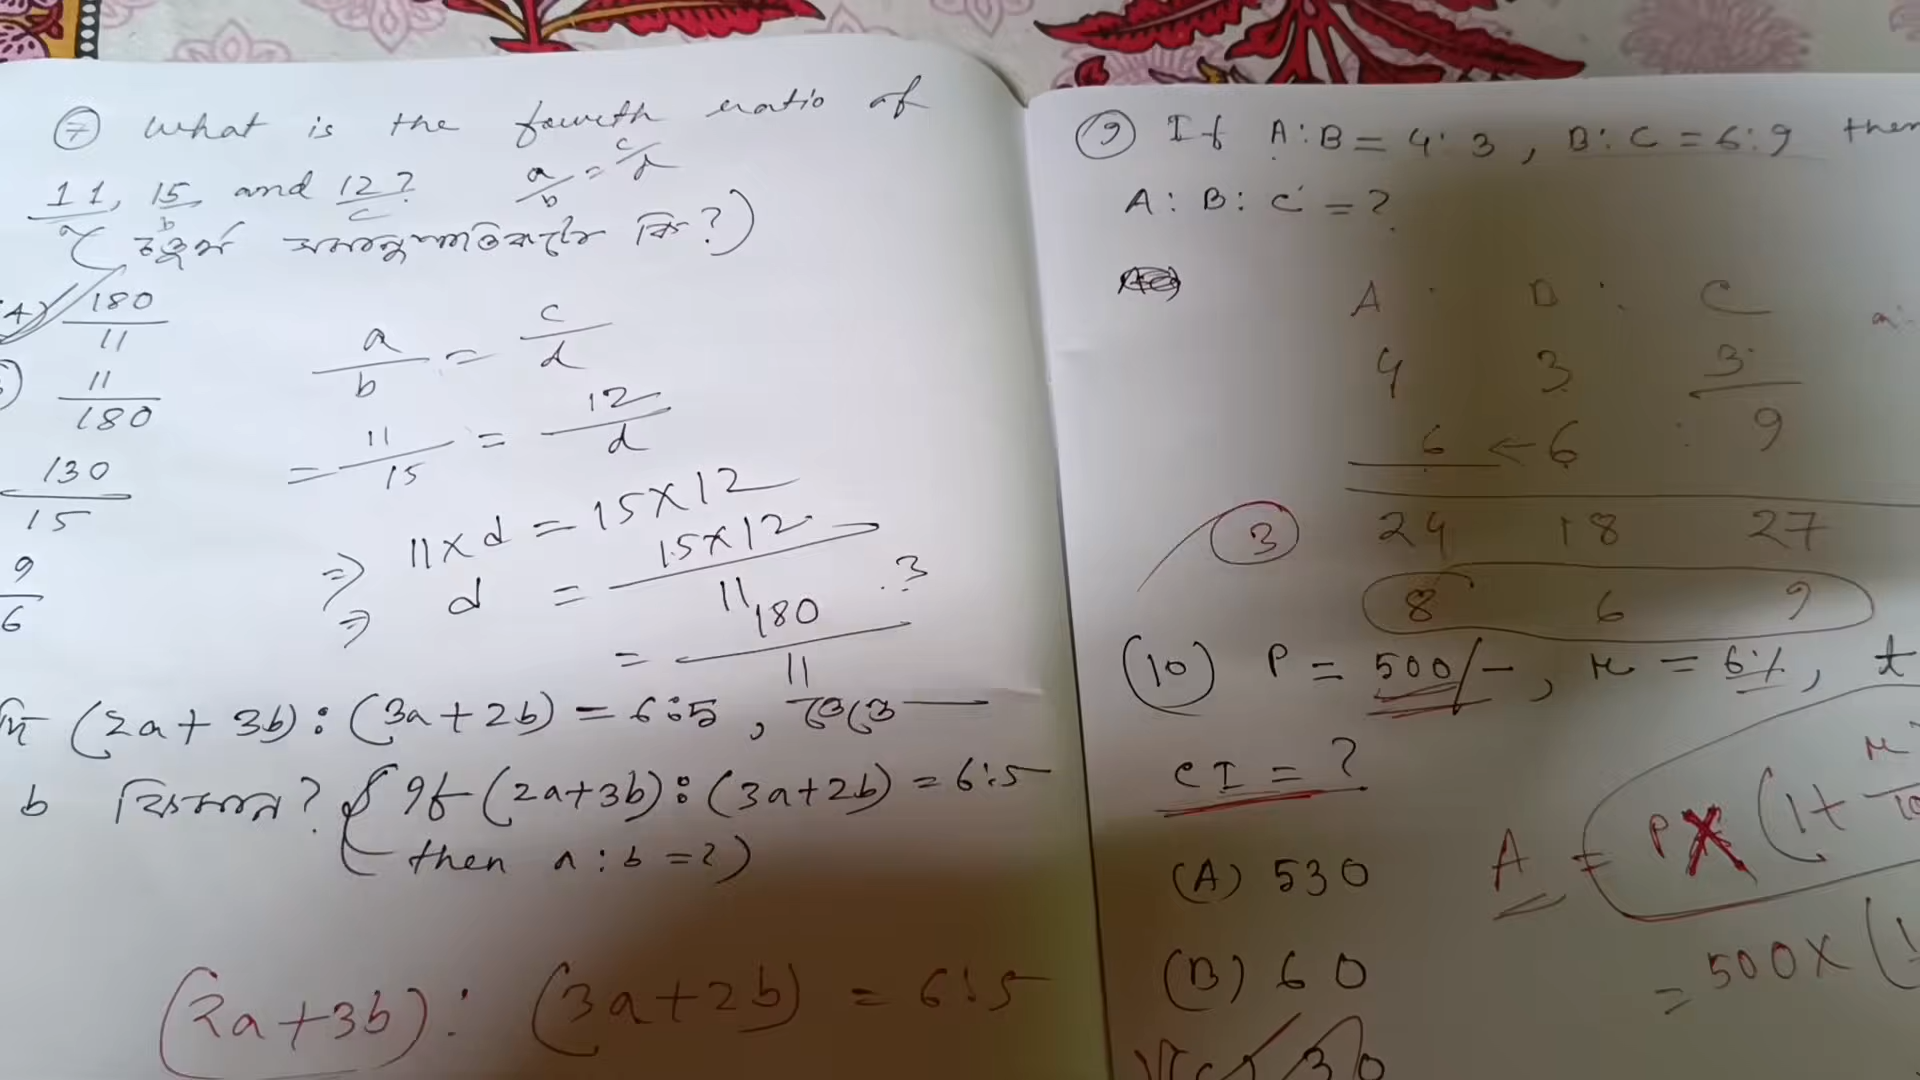 ⑦ What is the fourth ratio of
11, 15, and 12? a/b = c/d
a b c
(চতুর্থ সমানুপাতিকটি কি?)
(A) 180/11
11/180
130/15
9/6
a/b = c/d
= 11/15 = 12/d
⇒ 11×d = 15×12
⇒ d = 15×12/11
= 180/11
(2a+3b):(3a+2b) = 6:5,
b
{If (2a+3b):(3a+2b) = 6:5
then a:b = ?)
(2a+3b): (3a+2b) = 6:5
⑨ If A:B = 4:3, B:C = 6:9 then
A:B:C = ?
A : B : C
4 3 3
6 ← 6 : 9
③ 24 18 27
8 6 9
(10) P = 500/-, r = 6%, t
CI = ?
(A) 530
(B) 60
30
A = P × (1+ r
= 500 × (1